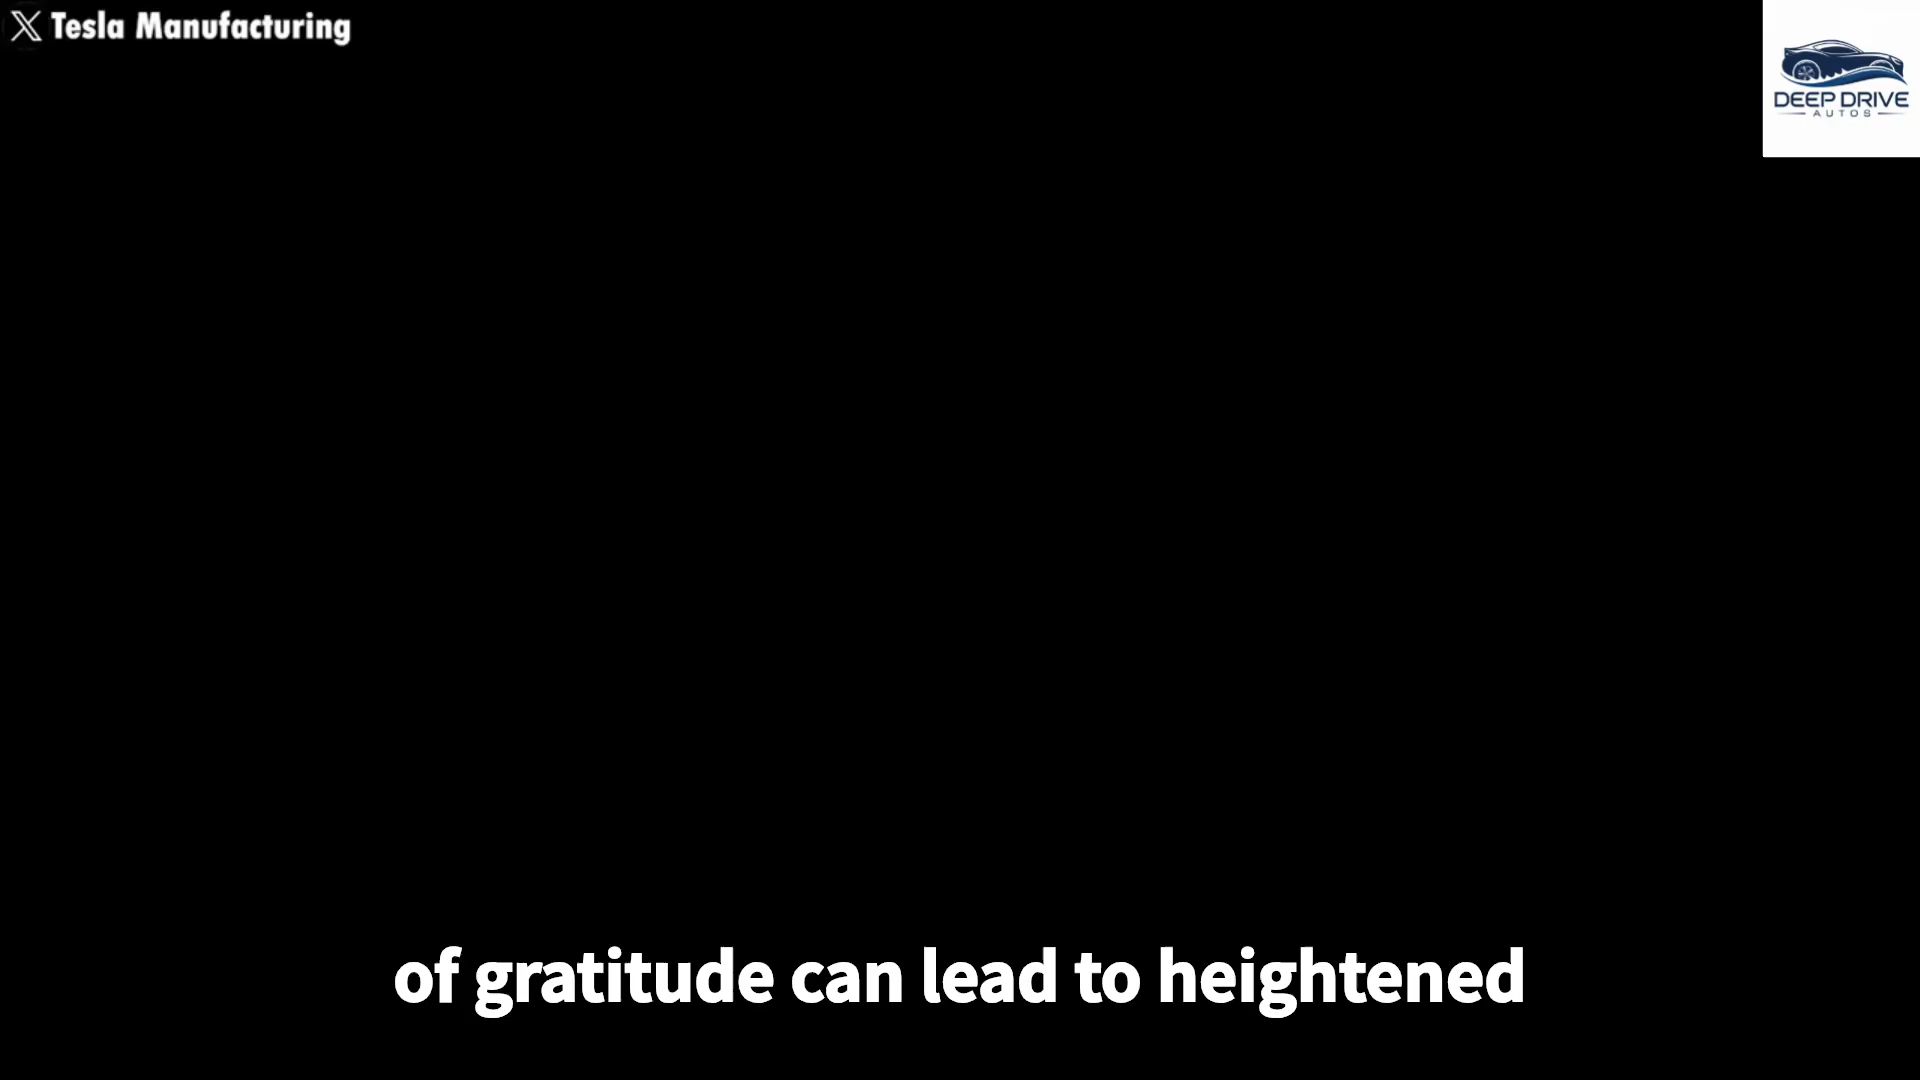 X Tesla Manufacturing
DEEP DRIVE
AUTOS
of gratitude can lead to heightened